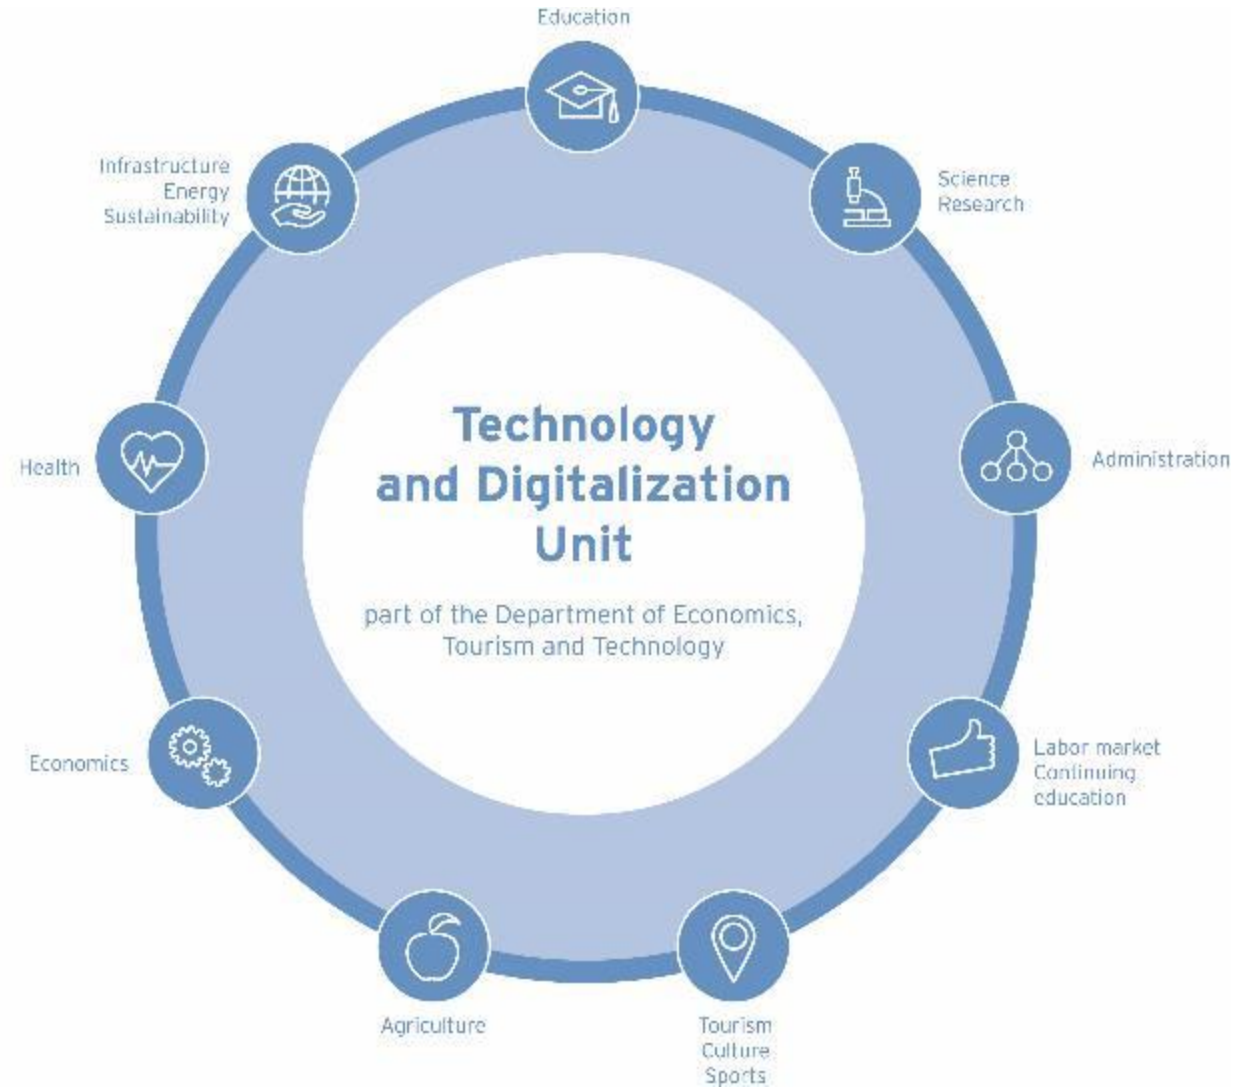 Education
Infrastructure
Energy
Sustainability
Science
Research
Health
Administration
Technology
and Digitalization
Unit
part of the Department of Economics,
Tourism and Technology
Economics
Labor market
Continuing
education
Agriculture
Tourism
Culture
Sports